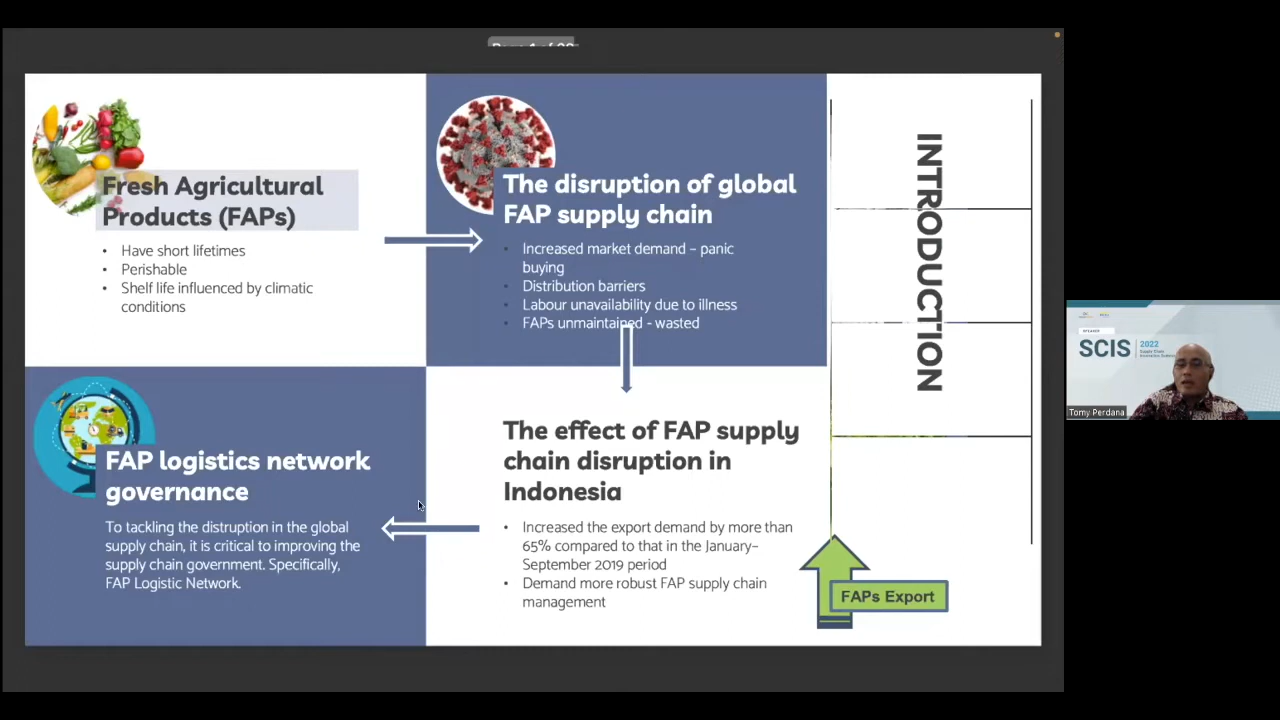 Fresh Agricultural
Products (FAPs)
• Have short lifetimes
• Perishable
• Shelf life influenced by climatic
conditions
The disruption of global
FAP supply chain
• Increased market demand – panic
buying
• Distribution barriers
• Labour unavailability due to illness
• FAPs unmaintained - wasted
INTRODUCTION
FAP logistics network
governance
To tackling the distruption in the global
supply chain, it is critical to improving the
supply chain government. Specifically,
FAP Logistic Network.
The effect of FAP supply
chain disruption in
Indonesia
• Increased the export demand by more than
65% compared to that in the January–
September 2019 period
• Demand more robust FAP supply chain
management
FAPs Export
SCIS
2022
Tomy Perdana